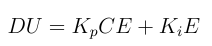 DU = K_pCE + K_iE